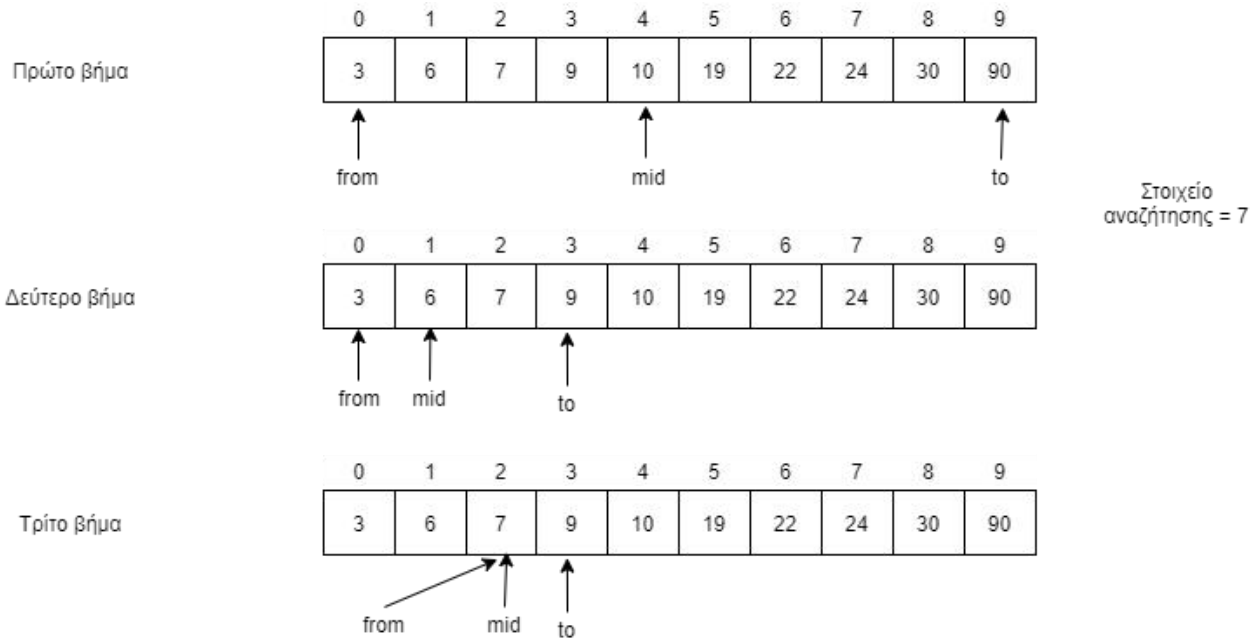 0 1 2 3 4 5 6 7 8 9
Πρώτο βήμα 3 6 7 9 10 19 22 24 30 90
from mid to
Στοιχείο
αναζήτησης = 7
0 1 2 3 4 5 6 7 8 9
Δεύτερο βήμα 3 6 7 9 10 19 22 24 30 90
from mid to
0 1 2 3 4 5 6 7 8 9
Τρίτο βήμα 3 6 7 9 10 19 22 24 30 90
from mid to